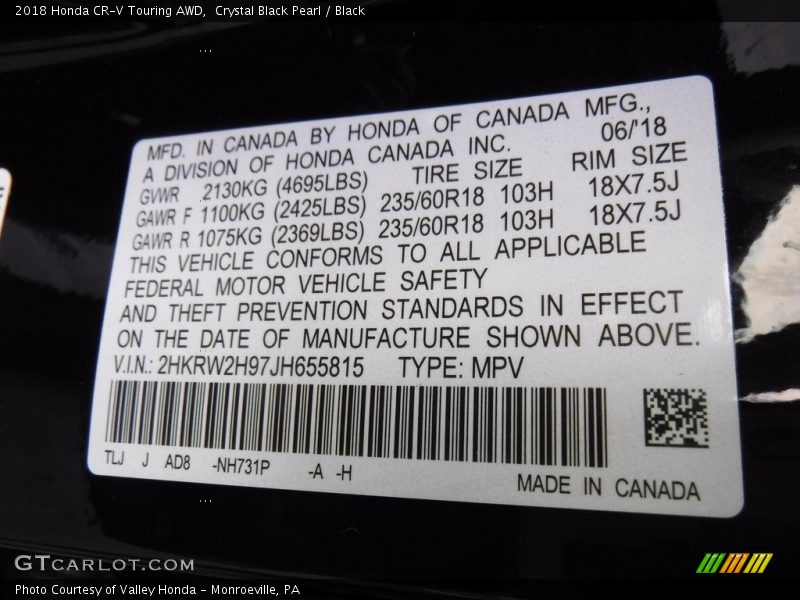 2018 Honda CR-V Touring AWD,  Crystal Black Pearl / Black
MFD. IN CANADA BY HONDA OF CANADA MFG.,
A DIVISION OF HONDA CANADA INC. 06/'18
GVWR 2130KG (4695LBS) TIRE SIZE RIM SIZE
GAWR F 1100KG (2425LBS) 235/60R18 103H 18X7.5J
GAWR R 1075KG (2369LBS) 235/60R18 103H 18X7.5J
THIS VEHICLE CONFORMS TO ALL APPLICABLE
FEDERAL MOTOR VEHICLE SAFETY
AND THEFT PREVENTION STANDARDS IN EFFECT
ON THE DATE OF MANUFACTURE SHOWN ABOVE.
V.I.N.: 2HKRW2H97JH655815 TYPE: MPV
TLJ J AD8 -NH731P -A -H
MADE IN CANADA
GTCARLOT.COM
Photo Courtesy of Valley Honda - Monroeville, PA